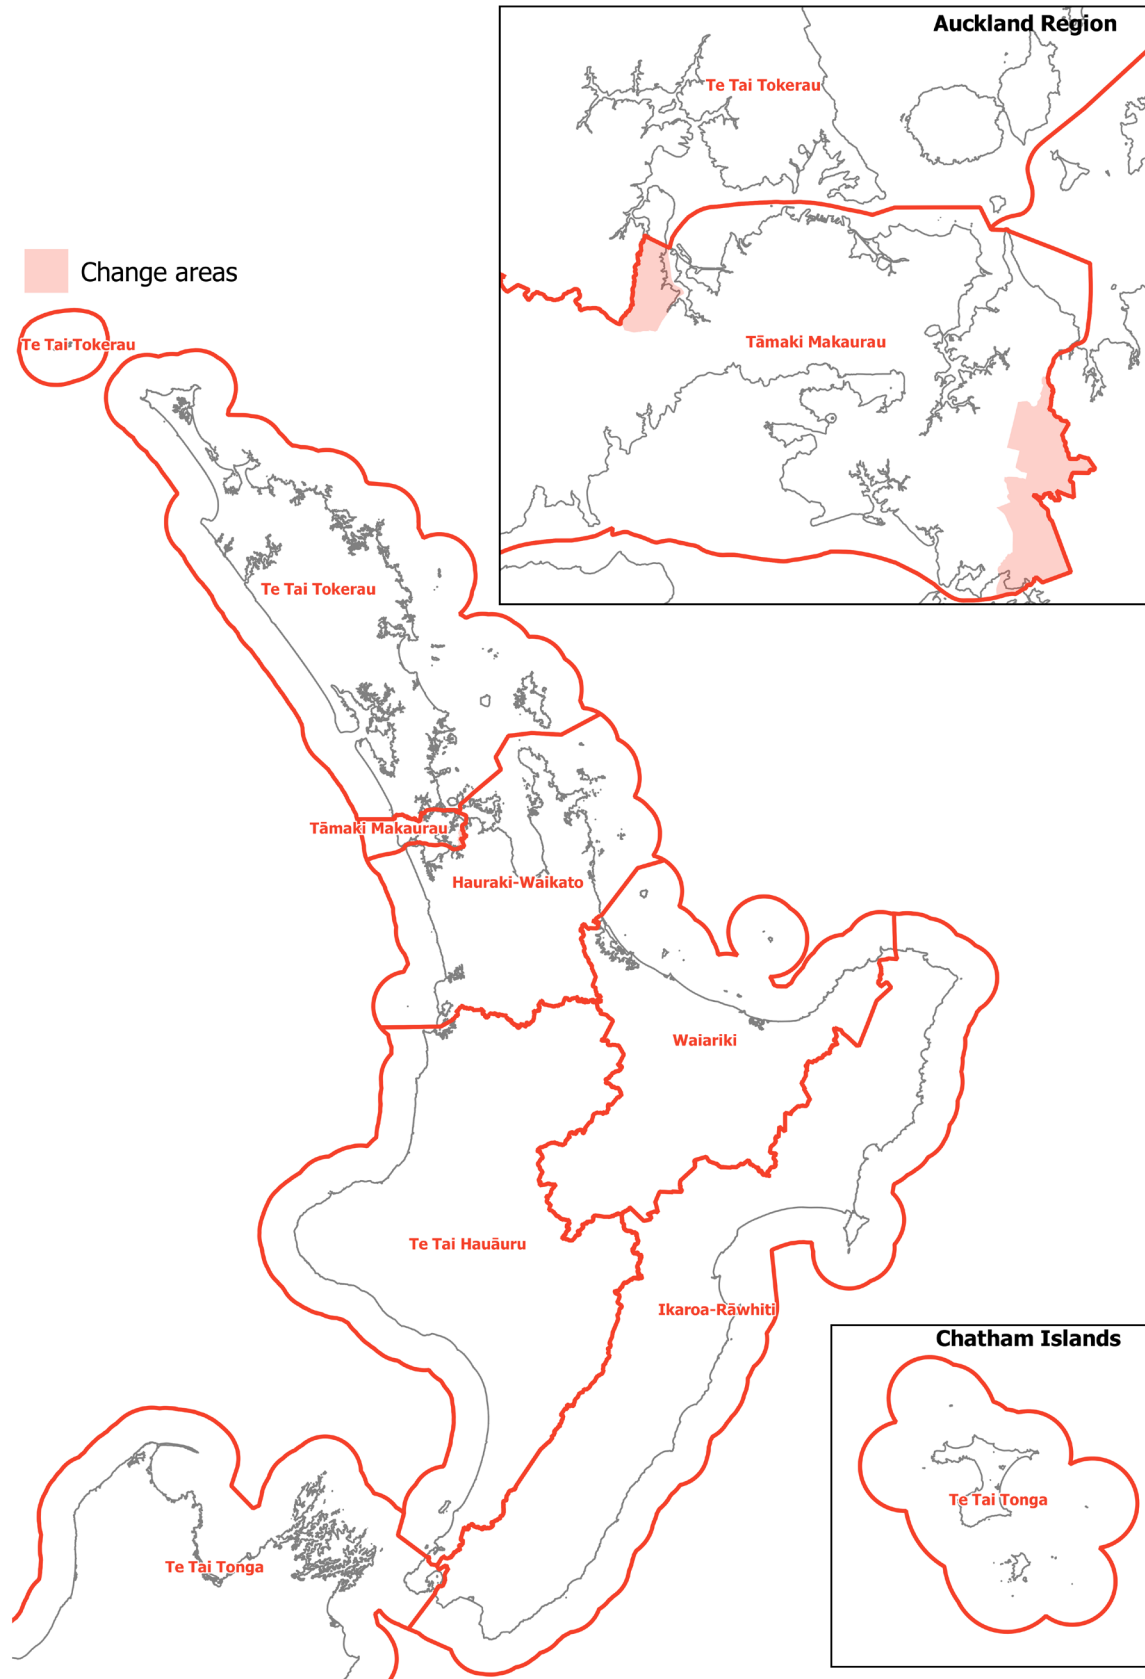 Auckland Region
Te Tai Tokerau
Change areas
Te Tai Tokerau
Tāmaki Makaurau
Te Tai Tokerau
Tāmaki Makaurau
Hauraki-Waikato
Waiariki
Te Tai Hauāuru
Ikaroa-Rāwhiti
Chatham Islands
Te Tai Tonga
Te Tai Tonga